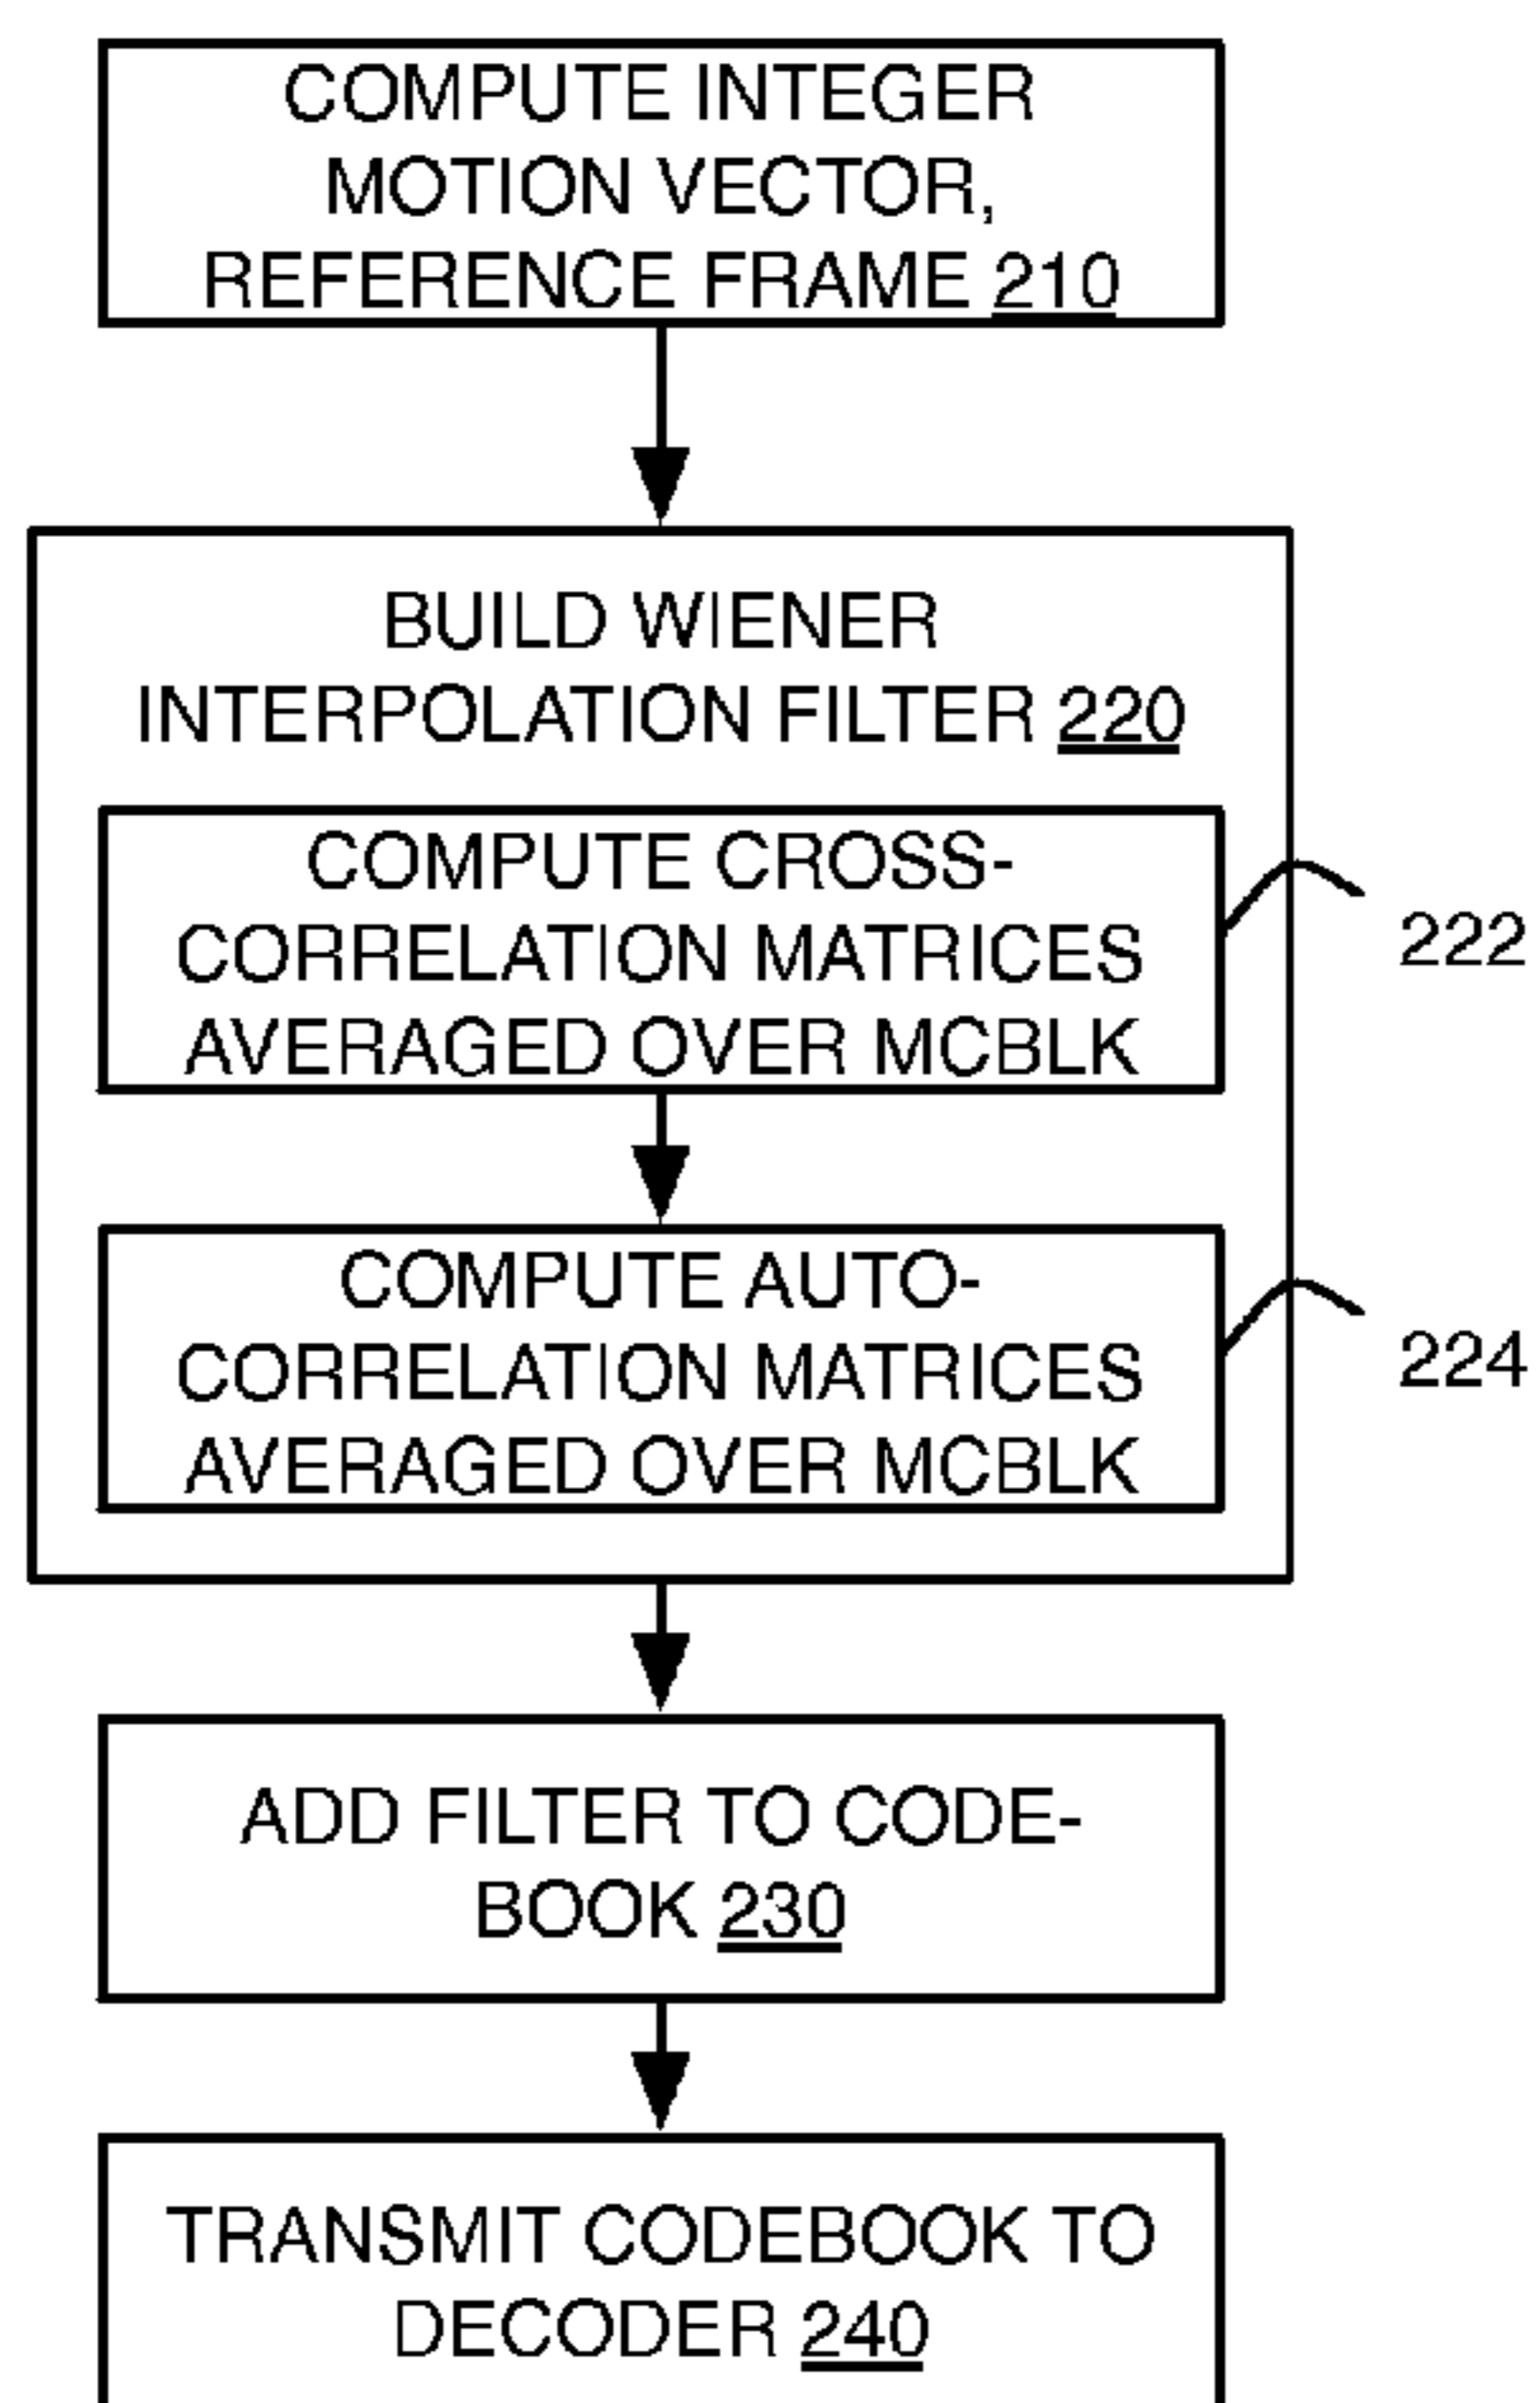 COMPUTE INTEGER
MOTION VECTOR,
REFERENCE FRAME 210
BUILD WIENER
INTERPOLATION FILTER 220
COMPUTE CROSS-
CORRELATION MATRICES
AVERAGED OVER MCBLK
222
COMPUTE AUTO-
CORRELATION MATRICES
AVERAGED OVER MCBLK
224
ADD FILTER TO CODE-
BOOK 230
TRANSMIT CODEBOOK TO
DECODER 240